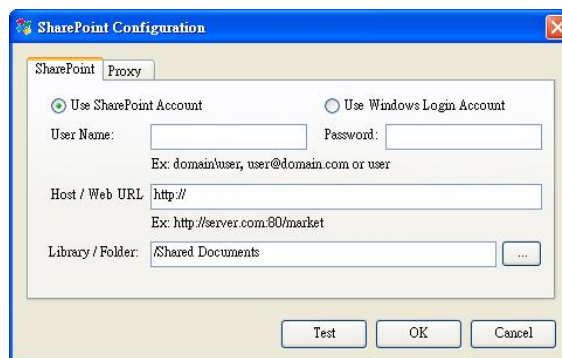 SharePoint Configuration
SharePoint Proxy
Use SharePoint Account Use Windows Login Account
User Name: Password:
Ex: domain\user, user@domain.com or user
Host / Web URL http://
Ex: http://server.com:80/market
Library / Folder: /Shared Documents ...
Test OK Cancel